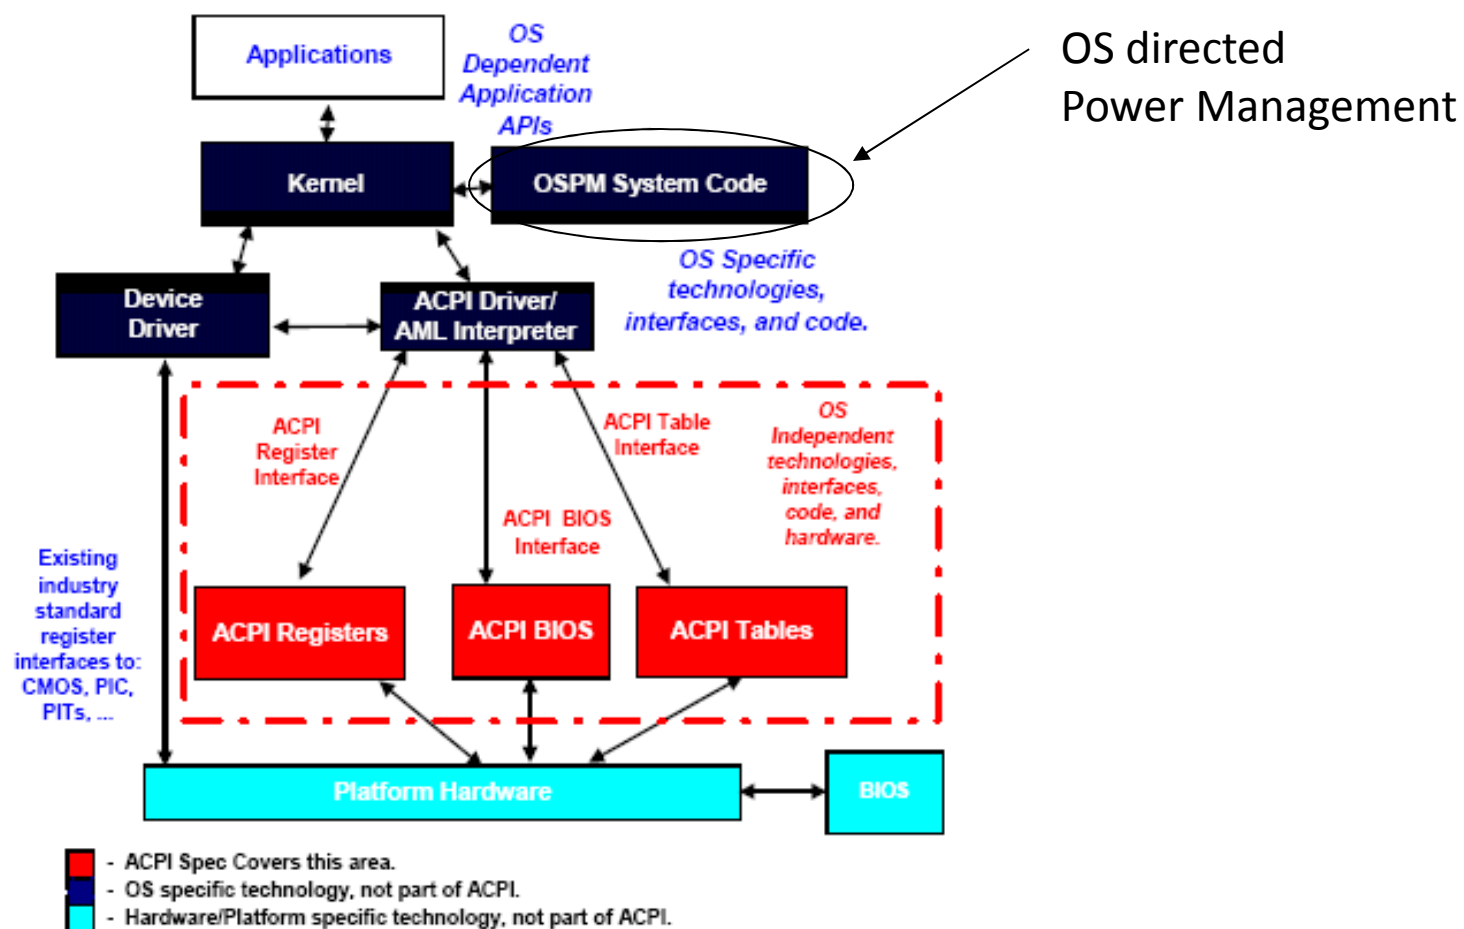 Applications
OS
Dependent
Application
APIs
OS directed
Power Management
Kernel
OSPM System Code
OS Specific
technologies,
interfaces, and code.
Device
Driver
ACPI Driver/
AML Interpreter
ACPI
Register
Interface
ACPI Table
Interface
OS
Independent
technologies,
interfaces,
code, and
hardware.
ACPI BIOS
Interface
Existing
industry
standard
register
interfaces to:
CMOS, PIC,
PITs, ...
ACPI Registers
ACPI BIOS
ACPI Tables
Platform Hardware
BIOS
- ACPI Spec Covers this area.
- OS specific technology, not part of ACPI.
- Hardware/Platform specific technology, not part of ACPI.